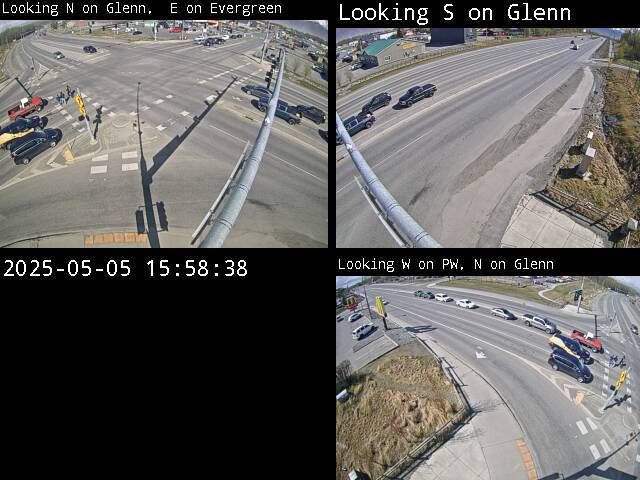 Looking N on Glenn, E on Evergreen
Looking S on Glenn
2025-05-05 15:58:38
Looking W on PW, N on Glenn